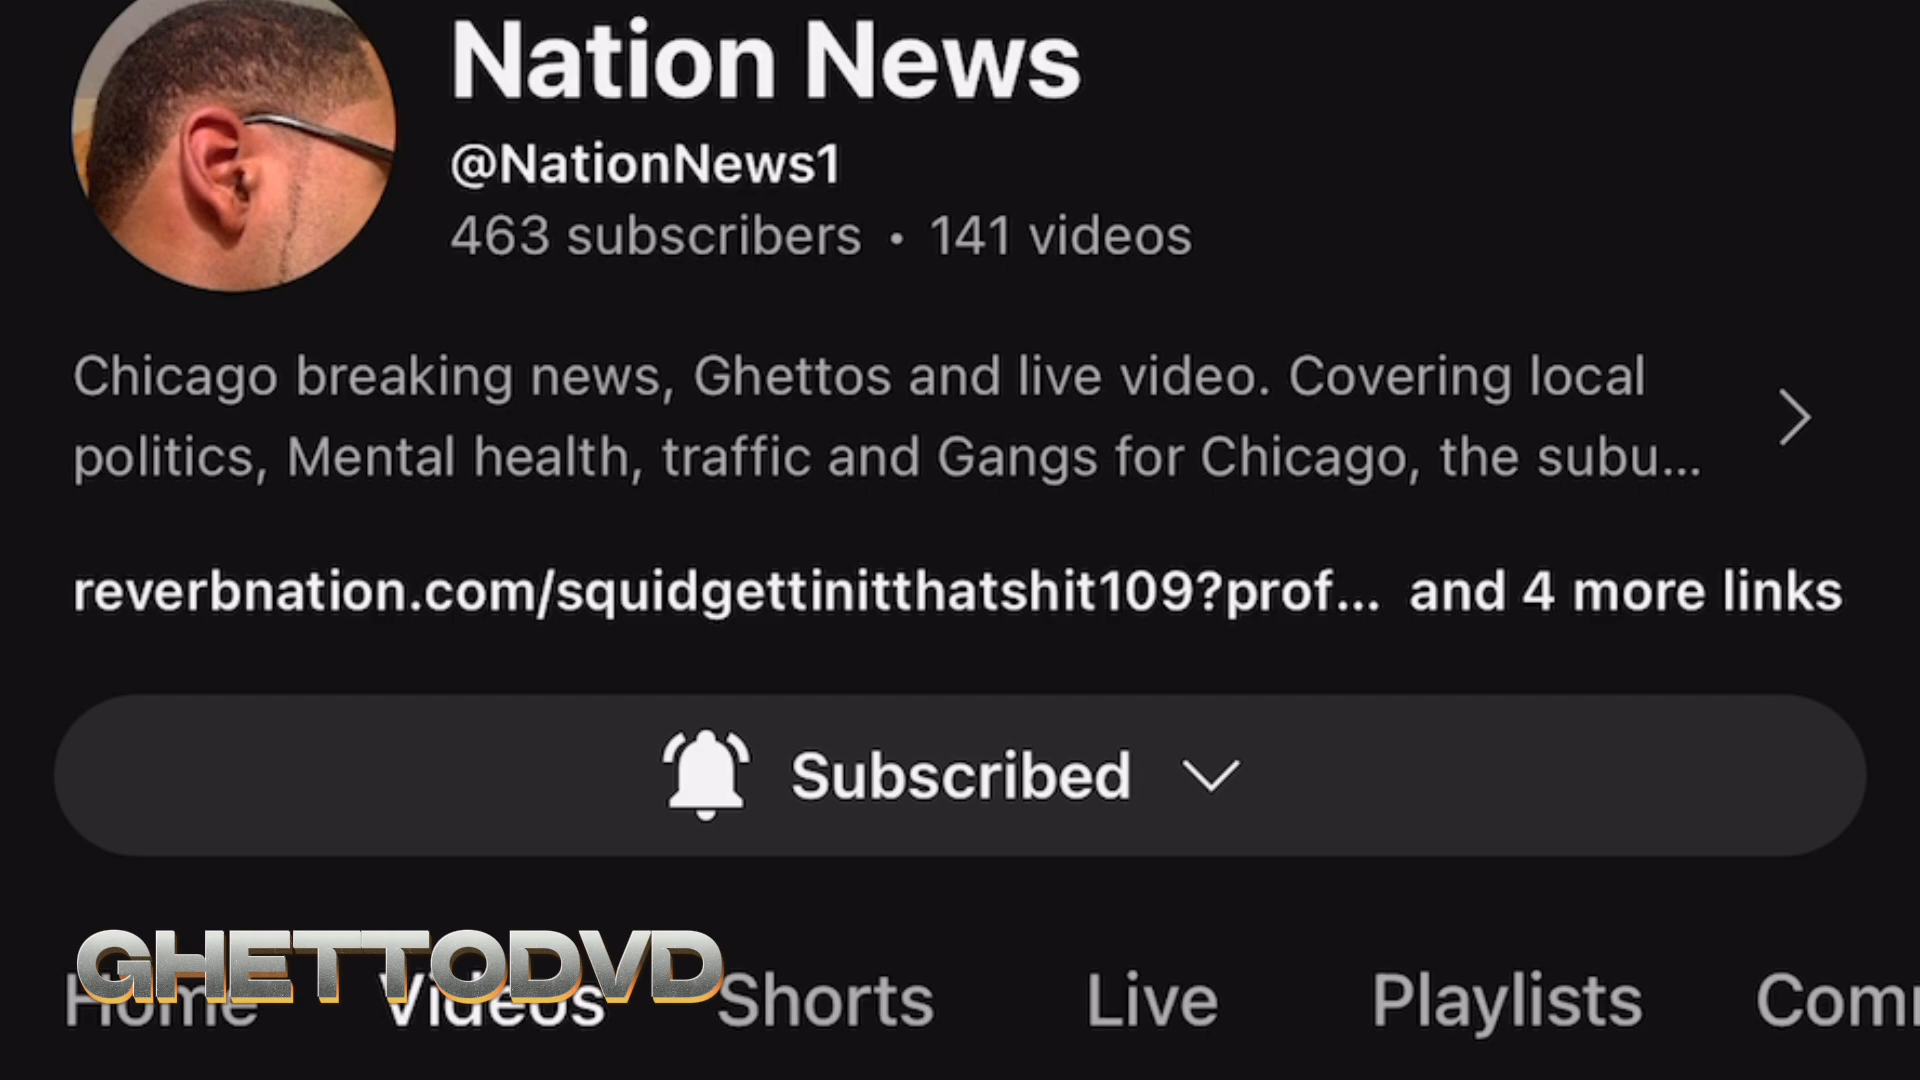 Nation News
@NationNews1
463 subscribers • 141 videos
Chicago breaking news, Ghettos and live video. Covering local
politics, Mental health, traffic and Gangs for Chicago, the subu...
reverbnation.com/squidgettinitthatshit109?prof... and 4 more links
Subscribed
GHETTODVD
Home Videos Shorts Live Playlists Comm